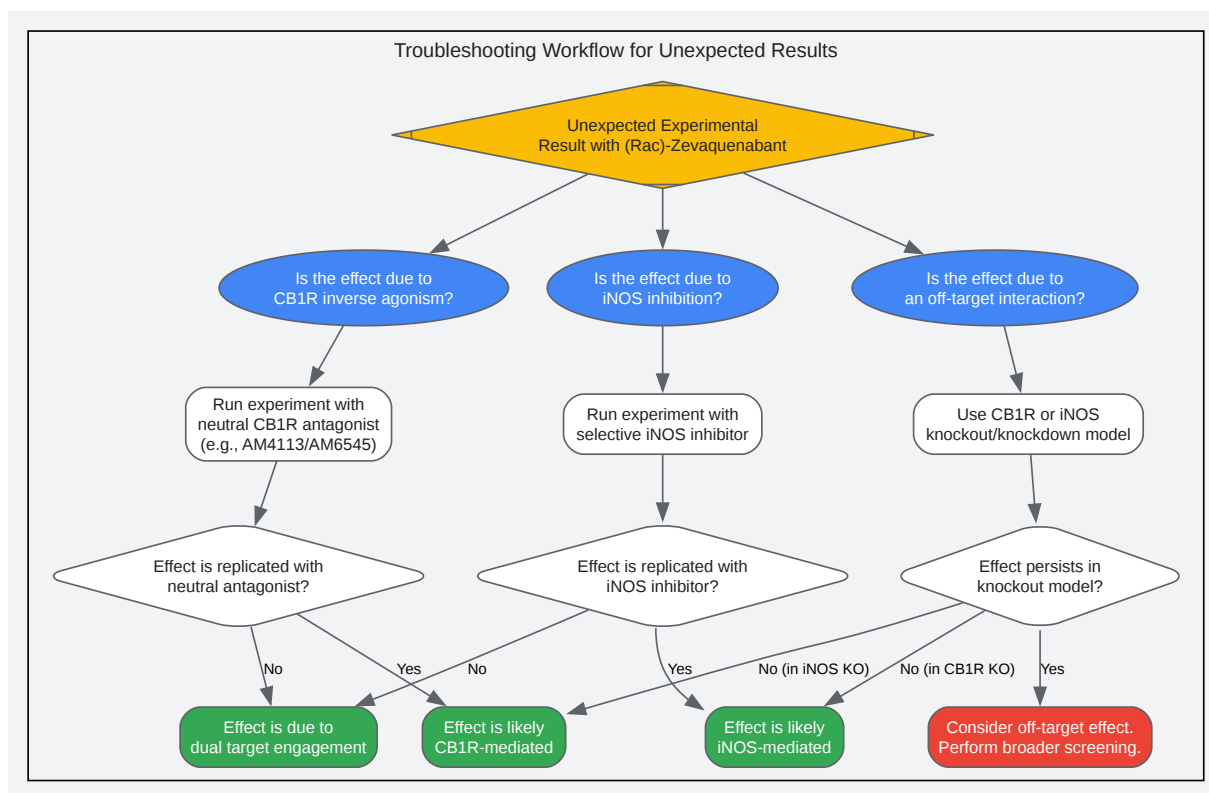 Troubleshooting Workflow for Unexpected Results
Unexpected Experimental
Result with (Rac)-Zevaquenabant
Is the effect due to
CB1R inverse agonism?
Is the effect due to
iNOS inhibition?
Is the effect due to
an off-target interaction?
Run experiment with
neutral CB1R antagonist
(e.g., AM4113/AM6545)
Run experiment with
selective iNOS inhibitor
Use CB1R or iNOS
knockout/knockdown model
Effect is replicated with
neutral antagonist?
Effect is replicated with
iNOS inhibitor?
Effect persists in
knockout model?
No
Yes
No
Yes
No (in iNOS KO)
No (in CB1R KO)
Yes
Effect is due to
dual target engagement
Effect is likely
CB1R-mediated
Effect is likely
iNOS-mediated
Consider off-target effect.
Perform broader screening.